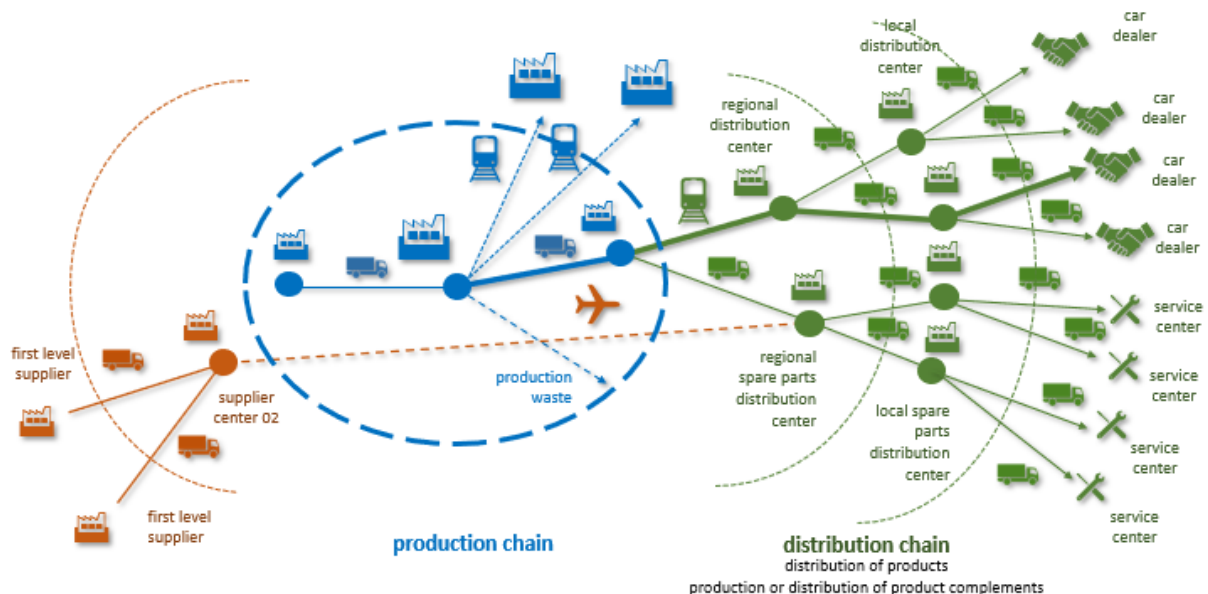 car
dealer
local
distribution
center
car
dealer
regional
distribution
center
car
dealer
car
dealer
service
center
first level
supplier
supplier
center 02
production
waste
regional
spare parts
distribution
center
service
center
local spare
parts
distribution
center
service
center
first level
supplier
service
center
production chain
distribution chain
distribution of products
production or distribution of product complements